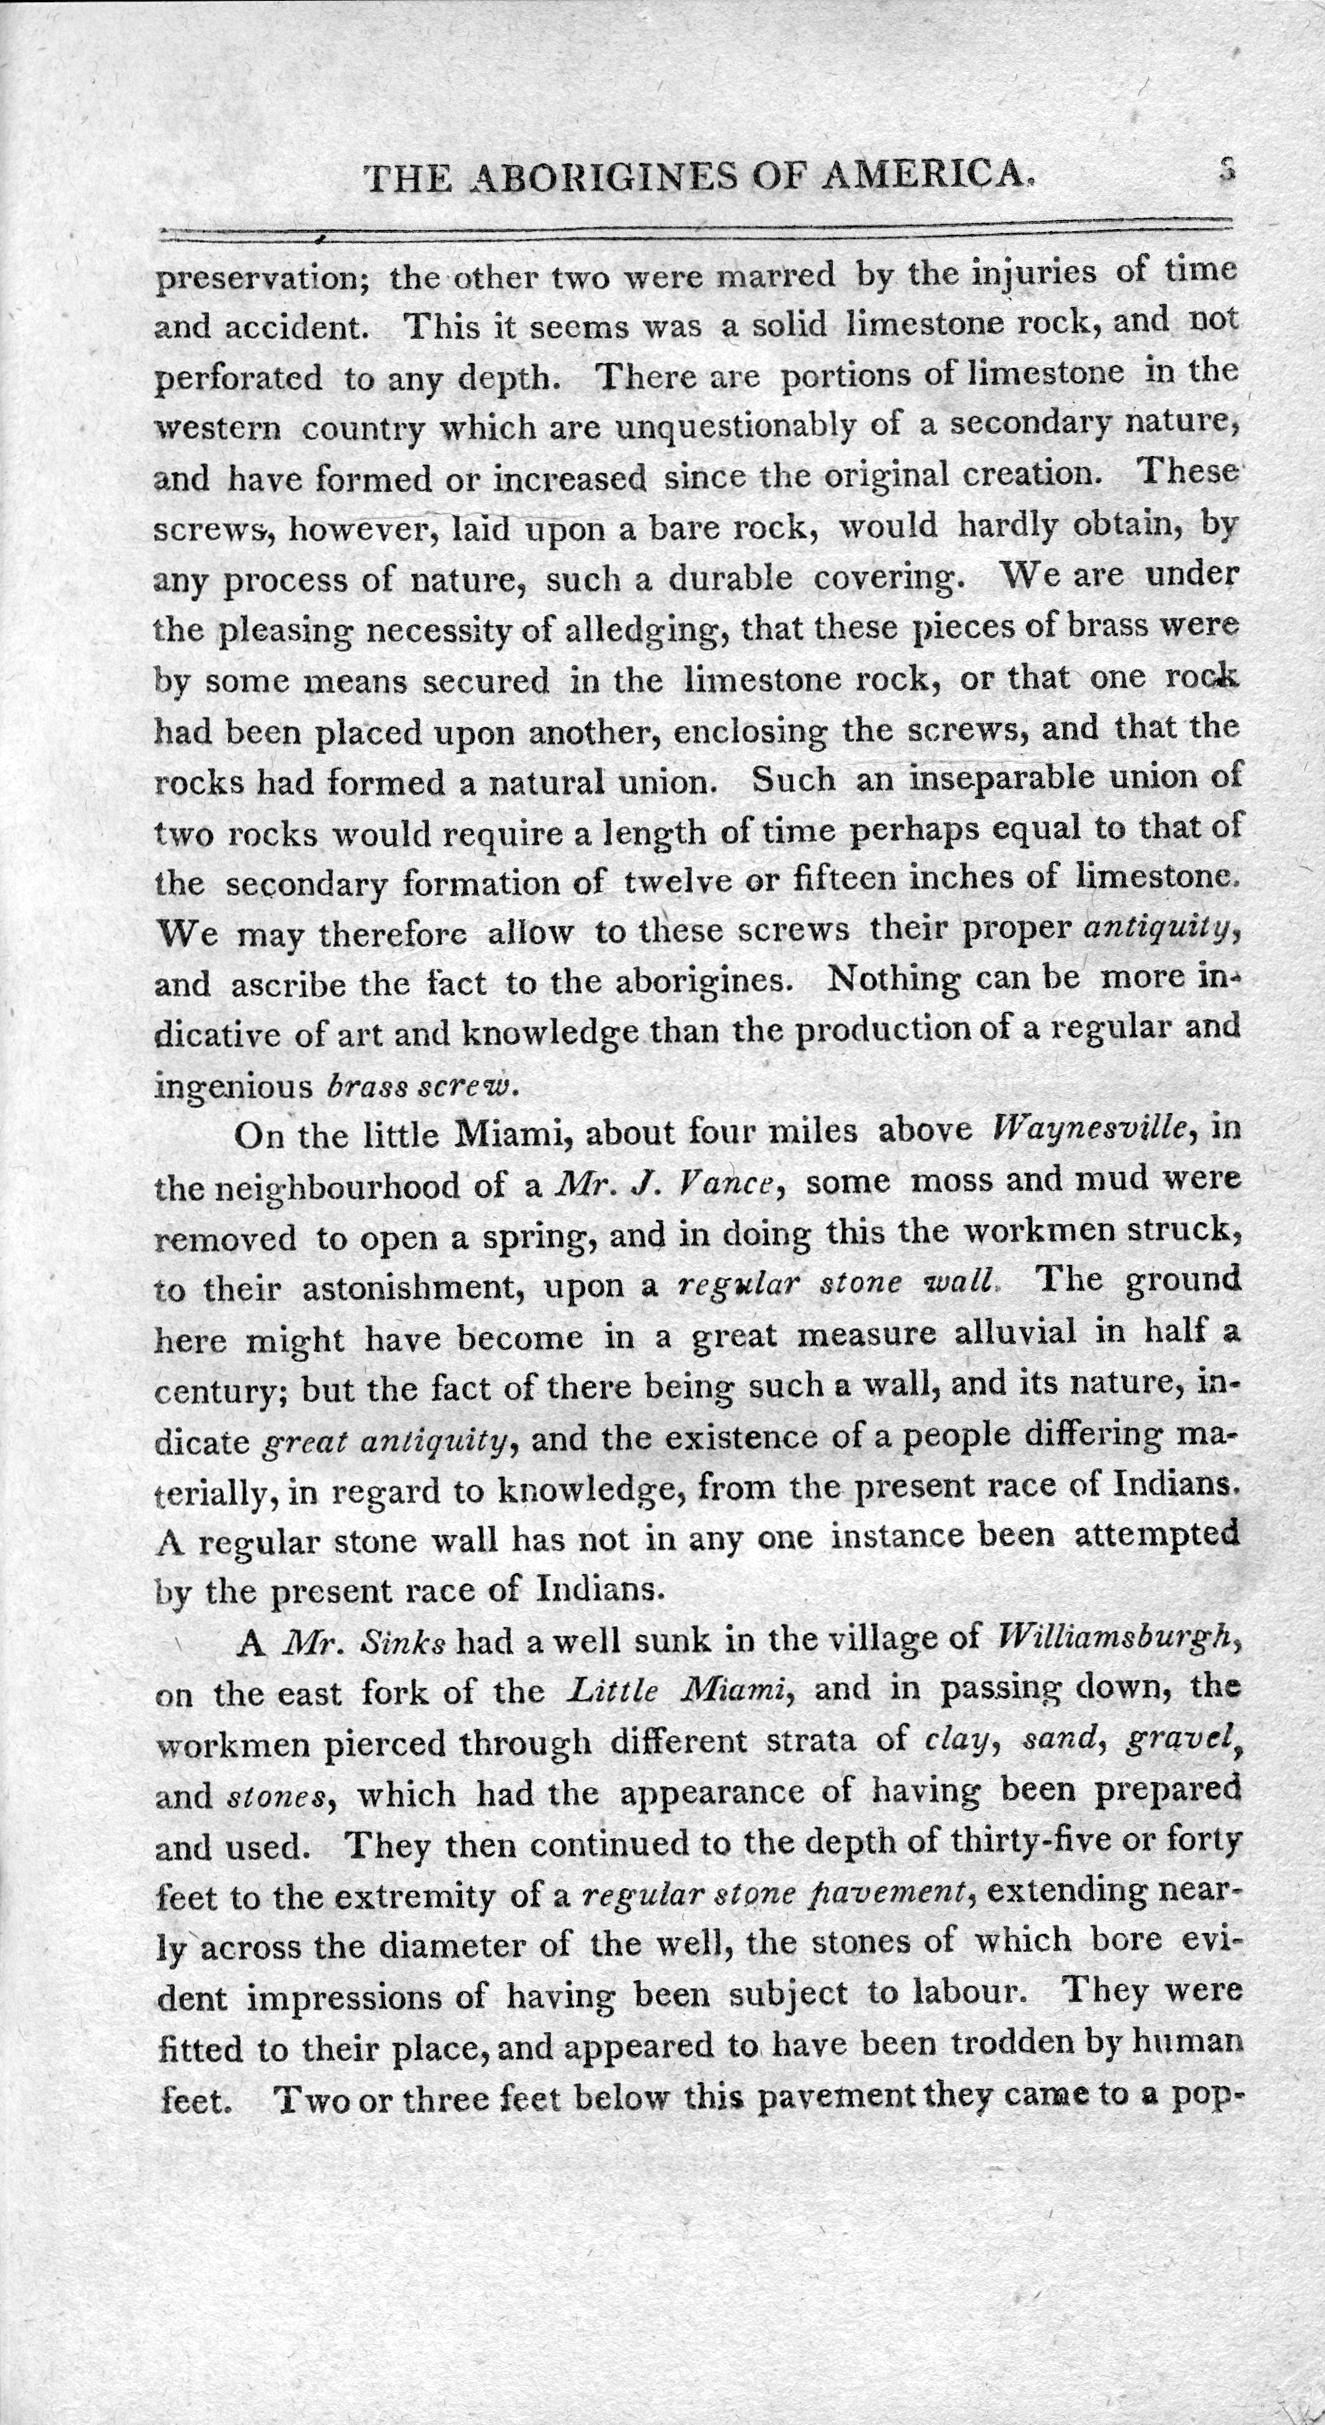 THE ABORIGINES OF AMERICA. 3
preservation; the other two were marred by the injuries of time
and accident. This it seems was a solid limestone rock, and not
perforated to any depth. There are portions of limestone in the
western country which are unquestionably of a secondary nature,
and have formed or increased since the original creation. These
screws, however, laid upon a bare rock, would hardly obtain, by
any process of nature, such a durable covering. We are under
the pleasing necessity of alledging, that these pieces of brass were
by some means secured in the limestone rock, or that one rock
had been placed upon another, enclosing the screws, and that the
rocks had formed a natural union. Such an inseparable union of
two rocks would require a length of time perhaps equal to that of
the secondary formation of twelve or fifteen inches of limestone.
We may therefore allow to these screws their proper antiquity,
and ascribe the fact to the aborigines. Nothing can be more in-
dicative of art and knowledge than the production of a regular and
ingenious brass screw.
On the little Miami, about four miles above Waynesville, in
the neighbourhood of a Mr. J. Vance, some moss and mud were
removed to open a spring, and in doing this the workmen struck,
to their astonishment, upon a regular stone wall. The ground
here might have become in a great measure alluvial in half a
century; but the fact of there being such a wall, and its nature, in-
dicate great antiquity, and the existence of a people differing ma-
terially, in regard to knowledge, from the present race of Indians.
A regular stone wall has not in any one instance been attempted
by the present race of Indians.
A Mr. Sinks had a well sunk in the village of Williamsburgh,
on the east fork of the Little Miami, and in passing down, the
workmen pierced through different strata of clay, sand, gravel,
and stones, which had the appearance of having been prepared
and used. They then continued to the depth of thirty-five or forty
feet to the extremity of a regular stone pavement, extending near-
ly across the diameter of the well, the stones of which bore evi-
dent impressions of having been subject to labour. They were
fitted to their place, and appeared to have been trodden by human
feet. Two or three feet below this pavement they came to a pop-